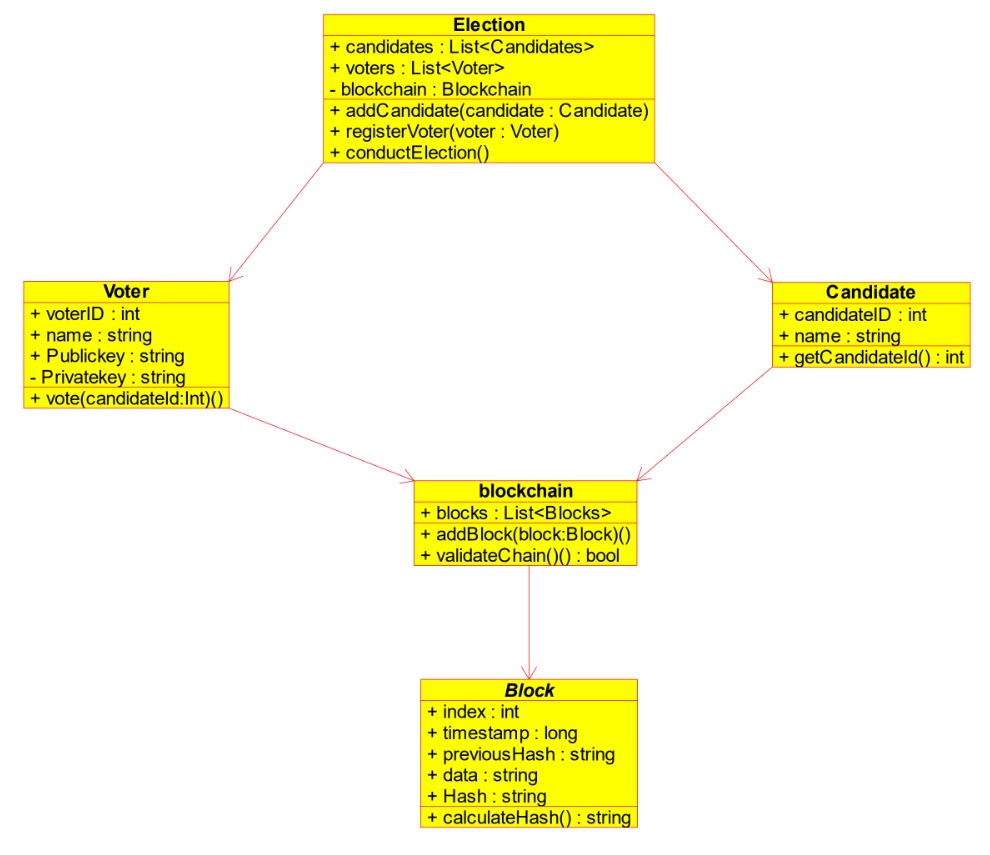 Election
+ candidates : List<Candidates>
+ voters : List<Voter>
- blockchain : Blockchain
+ addCandidate(candidate : Candidate)
+ registerVoter(voter : Voter)
+ conductElection()
Voter
+ voterID : int
+ name : string
+ Publickey : string
- Privatekey : string
+ vote(candidateId:Int)()
Candidate
+ candidateID : int
+ name : string
+ getCandidateId() : int
blockchain
+ blocks : List<Blocks>
+ addBlock(block:Block)()
+ validateChain()() : bool
Block
+ index : int
+ timestamp : long
+ previousHash : string
+ data : string
+ Hash : string
+ calculateHash() : string